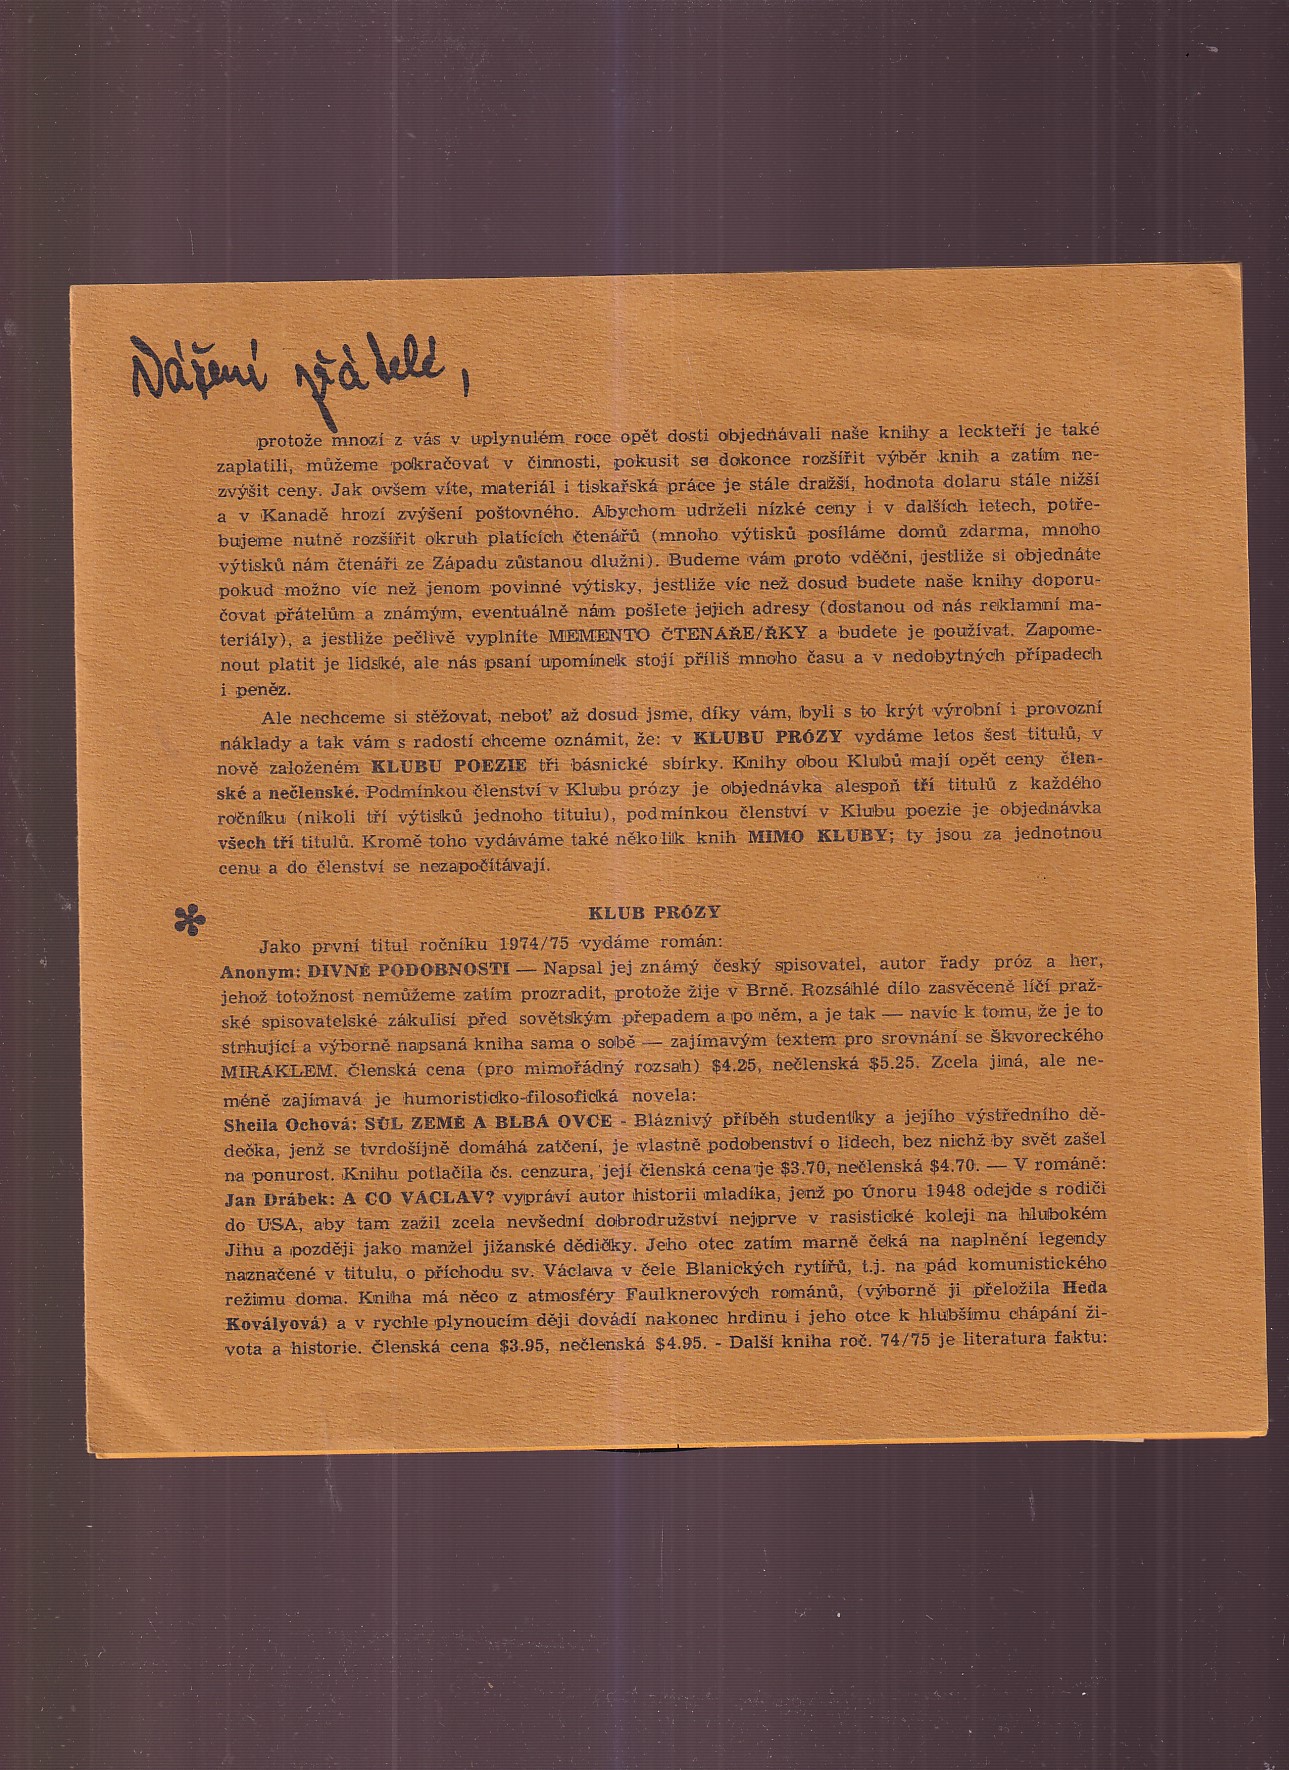 Vážení přátelé,
protože mnozí z vás v uplynulém roce opět dosti objednávali naše knihy a leckteří je také
zaplatili, můžeme pokračovat v činnosti, pokusit se dokonce rozšířit výběr knih a zatím ne-
zvýšit ceny. Jak ovšem víte, materiál i tiskařská práce je stále dražší, hodnota dolaru stále nižší
a v Kanadě hrozí zvýšení poštovného. Abychom udrželi nízké ceny i v dalších letech, potře-
bujeme nutně rozšířit okruh platících čtenářů (mnoho výtisků posíláme domů zdarma, mnoho
výtisků nám čtenáři ze Západu zůstanou dlužni). Budeme vám proto vděčni, jestliže si objednáte
pokud možno víc než jenom povinné výtisky, jestliže víc než dosud budete naše knihy doporu-
čovat přátelům a známým, eventuálně nám pošlete jejich adresy (dostanou od nás reklamní ma-
teriály), a jestliže pečlivě vyplníte MEMENTO ČTENÁŘE/ŘKY a budete je používat. Zapome-
nout platit je lidské, ale nás psaní upomínek stojí příliš mnoho času a v nedobytných případech
i peněz.
Ale nechceme si stěžovat, neboť až dosud jsme, díky vám, byli s to krýt výrobní i provozní
náklady a tak vám s radostí chceme oznámit, že: v KLUBU PRÓZY vydáme letos šest titulů, v
nově založeném KLUBU POEZIE tři básnické sbírky. Knihy obou Klubů mají opět ceny člen-
ské a nečlenské. Podmínkou členství v Klubu prózy je objednávka alespoň tří titulů z každého
ročníku (nikoli tří výtisků jednoho titulu), podmínkou členství v Klubu poezie je objednávka
všech tří titulů. Kromě toho vydáváme také několik knih MIMO KLUBY; ty jsou za jednotnou
cenu a do členství se nezapočítávají.
KLUB PRÓZY
Jako první titul ročníku 1974/75 vydáme román:
Anonym: DIVNÉ PODOBNOSTI — Napsal jej známý český spisovatel, autor řady próz a her,
jehož totožnost nemůžeme zatím prozradit, protože žije v Brně. Rozsáhlé dílo zasvěceně líčí praž-
ské spisovatelské zákulisí před sovětským přepadem a po něm, a je tak — navíc k tomu, že je to
strhující a výborně napsaná kniha sama o sobě — zajímavým textem pro srovnání se Škvoreckého
MIRÁKLEM. Členská cena (pro mimořádný rozsah) $4.25, nečlenská $5.25. Zcela jiná, ale ne-
méně zajímavá je humoristicko-filosofická novela:
Sheila Ochová: SŮL ZEMĚ A BLBÁ OVCE - Bláznivý příběh studentky a jejího výstředního dě-
dečka, jenž se tvrdošíjně domáhá zatčení, je vlastně podobenství o lidech, bez nichž by svět zašel
na ponurost. Knihu potlačila čs. cenzura, její členská cena je $3.70, nečlenská $4.70. — V románě:
Jan Drábek: A CO VÁCLAV? vypráví autor historii mladíka, jenž po Únoru 1948 odejde s rodiči
do USA, aby tam zažil zcela nevšední dobrodružství nejprve v rasistické koleji na hlubokém
Jihu a později jako manžel jižanské dědičky. Jeho otec zatím marně čeká na naplnění legendy
naznačené v titulu, o příchodu sv. Václava v čele Blanických rytířů, t.j. na pád komunistického
režimu doma. Kniha má něco z atmosféry Faulknerových románů, (výborně ji přeložila Heda
Kovályová) a v rychle plynoucím ději dovádí nakonec hrdinu i jeho otce k hlubšímu chápání ži-
vota a historie. Členská cena $3.95, nečlenská $4.95. - Další kniha roč. 74/75 je literatura faktu: